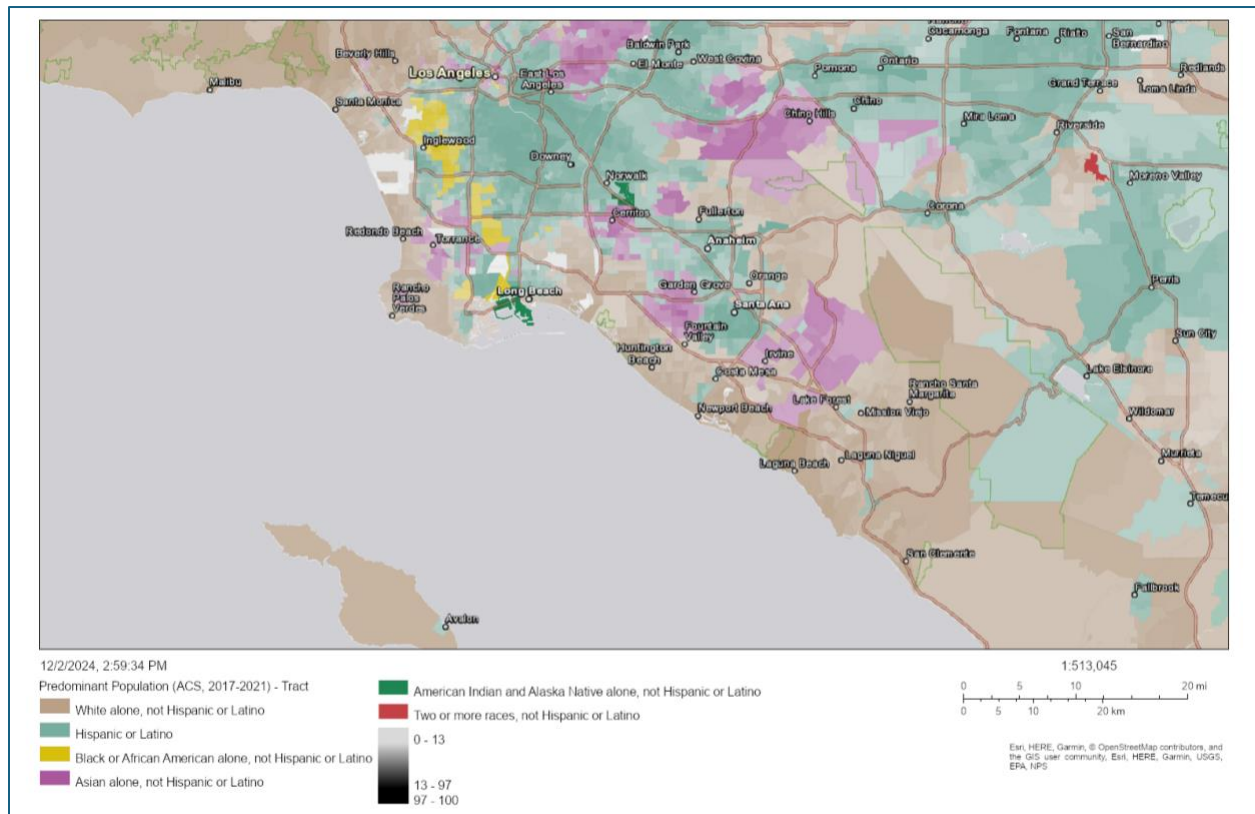 Cucamonga
Fontana
Rialto
San
Bernardino
Beverly Hills
Baldwin Park
West Covina
El Monte
Los Angeles
East Los
Angeles
Pomona
Ontario
Redlands
Grand Terrace
Loma Linda
Malibu
Santa Monica
Chino Hills
Chino
Mira Loma
Riverside
Inglewood
Downey
Norwalk
Moreno Valley
Cerritos
Fullerton
Corona
Redondo Beach
Torrance
Anaheim
Rancho
Palos
Verdes
Long Beach
Garden Grove
Orange
Santa Ana
Perris
Fountain
Valley
Sun City
Huntington
Beach
Irvine
Costa Mesa
Lake Elsinore
Rancho Santa
Margarita
Newport Beach
Lake Forest
Mission Viejo
Wildomar
Laguna Beach
Laguna Niguel
Murrieta
Temecu
San Clemente
Fallbrook
Avalon
12/2/2024, 2:59:34 PM
1:513,045
Predominant Population (ACS, 2017-2021) - Tract
White alone, not Hispanic or Latino
Hispanic or Latino
Black or African American alone, not Hispanic or Latino
Asian alone, not Hispanic or Latino
American Indian and Alaska Native alone, not Hispanic or Latino
Two or more races, not Hispanic or Latino
0 - 13
13 - 97
97 - 100
0 5 10 20 mi
0 5 10 20 km
Esri, HERE, Garmin, © OpenStreetMap contributors, and
the GIS user community, Esri, HERE, Garmin, USGS,
EPA, NPS